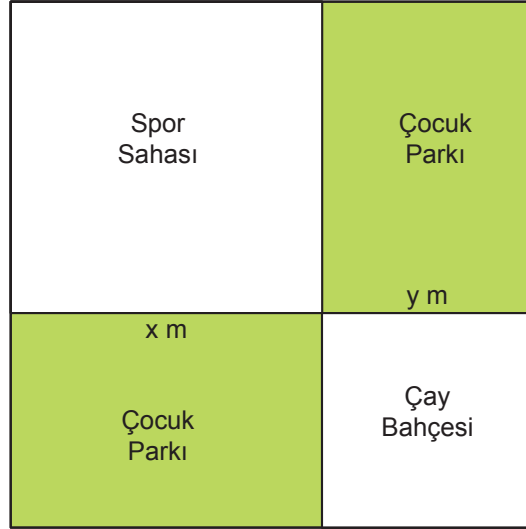 Spor
Sahası
Çocuk
Parkı
y m
x m
Çocuk
Parkı
Çay
Bahçesi